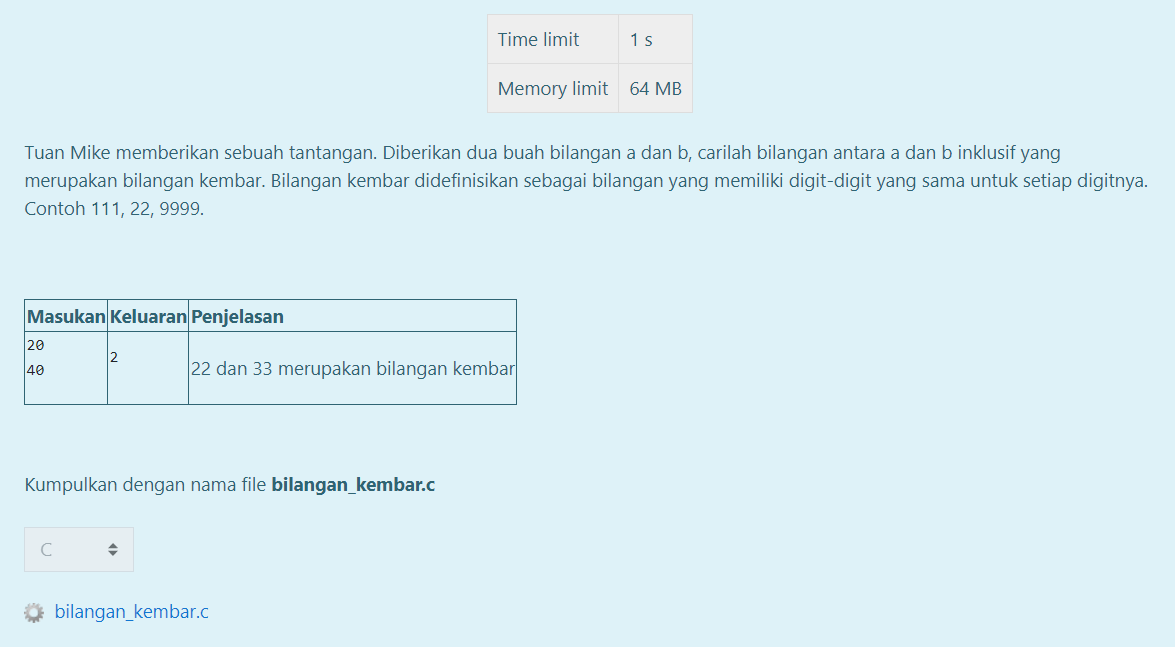 Time limit 1 s
Memory limit 64 MB
Tuan Mike memberikan sebuah tantangan. Diberikan dua buah bilangan a dan b, carilah bilangan antara a dan b inklusif yang
merupakan bilangan kembar. Bilangan kembar didefinisikan sebagai bilangan yang memiliki digit-digit yang sama untuk setiap digitnya.
Contoh 111, 22, 9999.
Masukan Keluaran Penjelasan
20
40
2
22 dan 33 merupakan bilangan kembar
Kumpulkan dengan nama file bilangan_kembar.c
C
bilangan_kembar.c